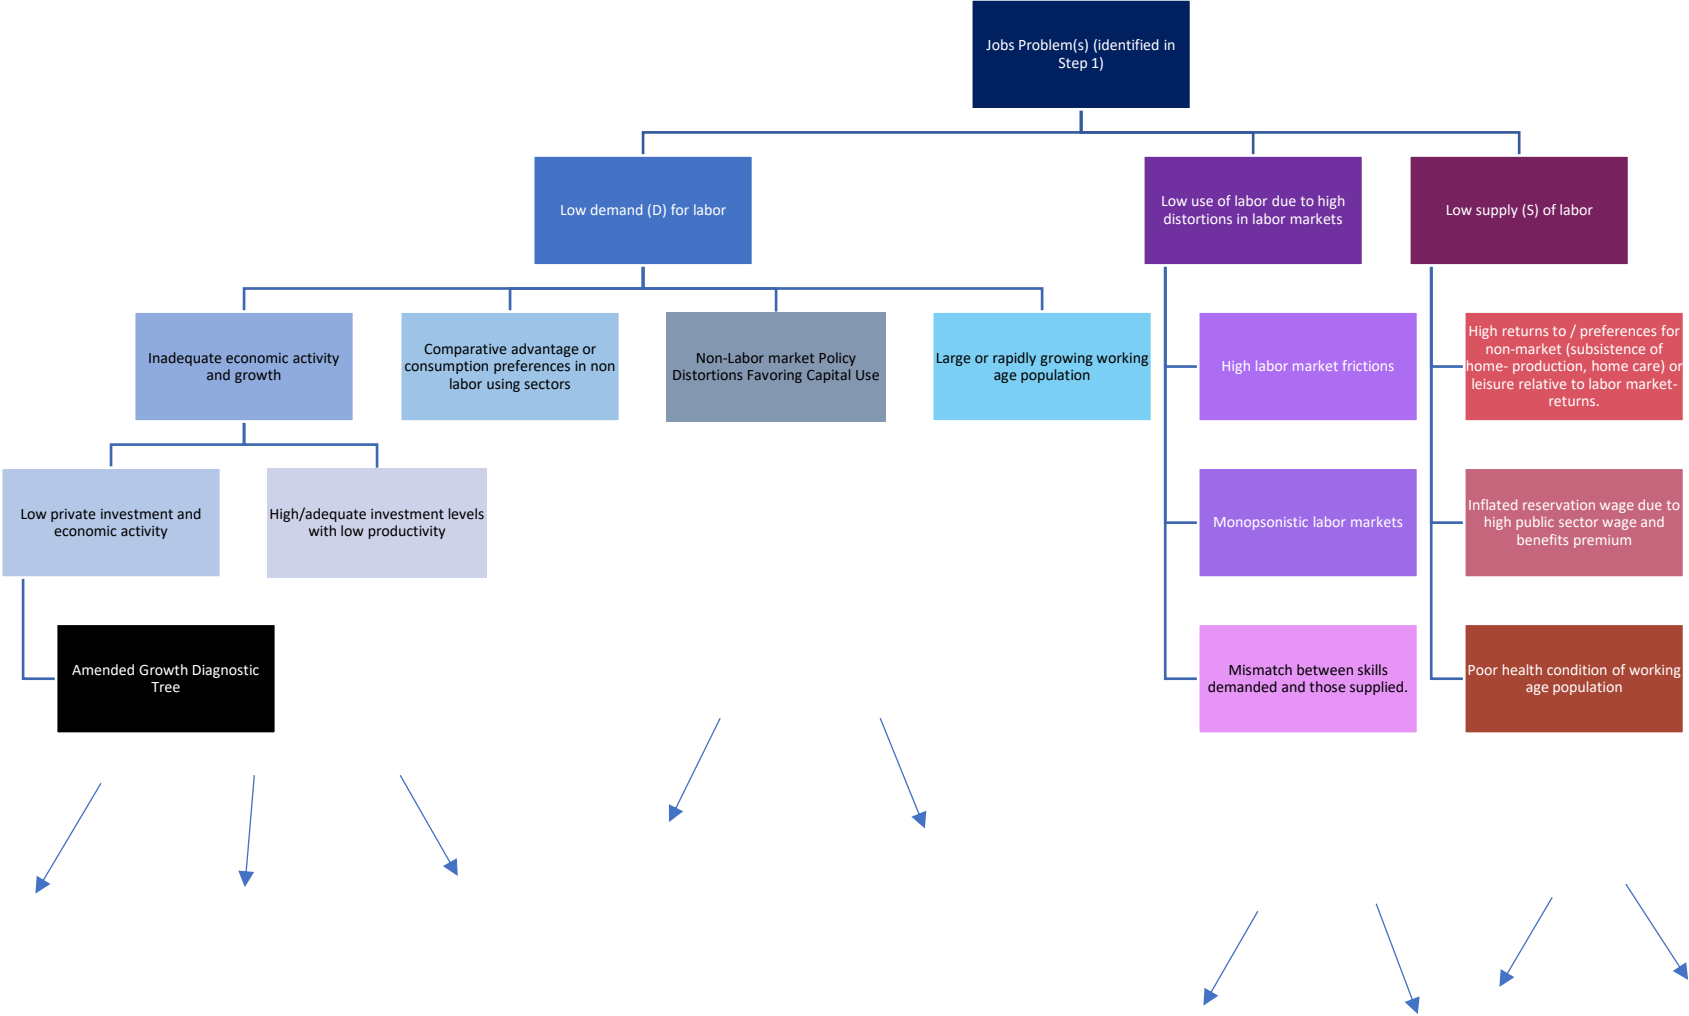 Jobs Problem(s) (identified in
Step 1)
Low demand (D) for labor
Low use of labor due to high
distortions in labor markets
Low supply (S) of labor
Inadequate economic activity
and growth
Comparative advantage or
consumption preferences in non
labor using sectors
Non-Labor market Policy
Distortions Favoring Capital Use
Large or rapidly growing working
age population
High labor market frictions
High returns to / preferences for
non-market (subsistence of
home- production, home care) or
leisure relative to labor market-
returns.
Low private investment and
economic activity
High/adequate investment levels
with low productivity
Monopsonistic labor markets
Inflated reservation wage due to
high public sector wage and
benefits premium
Amended Growth Diagnostic
Tree
Mismatch between skills
demanded and those supplied.
Poor health condition of working
age population